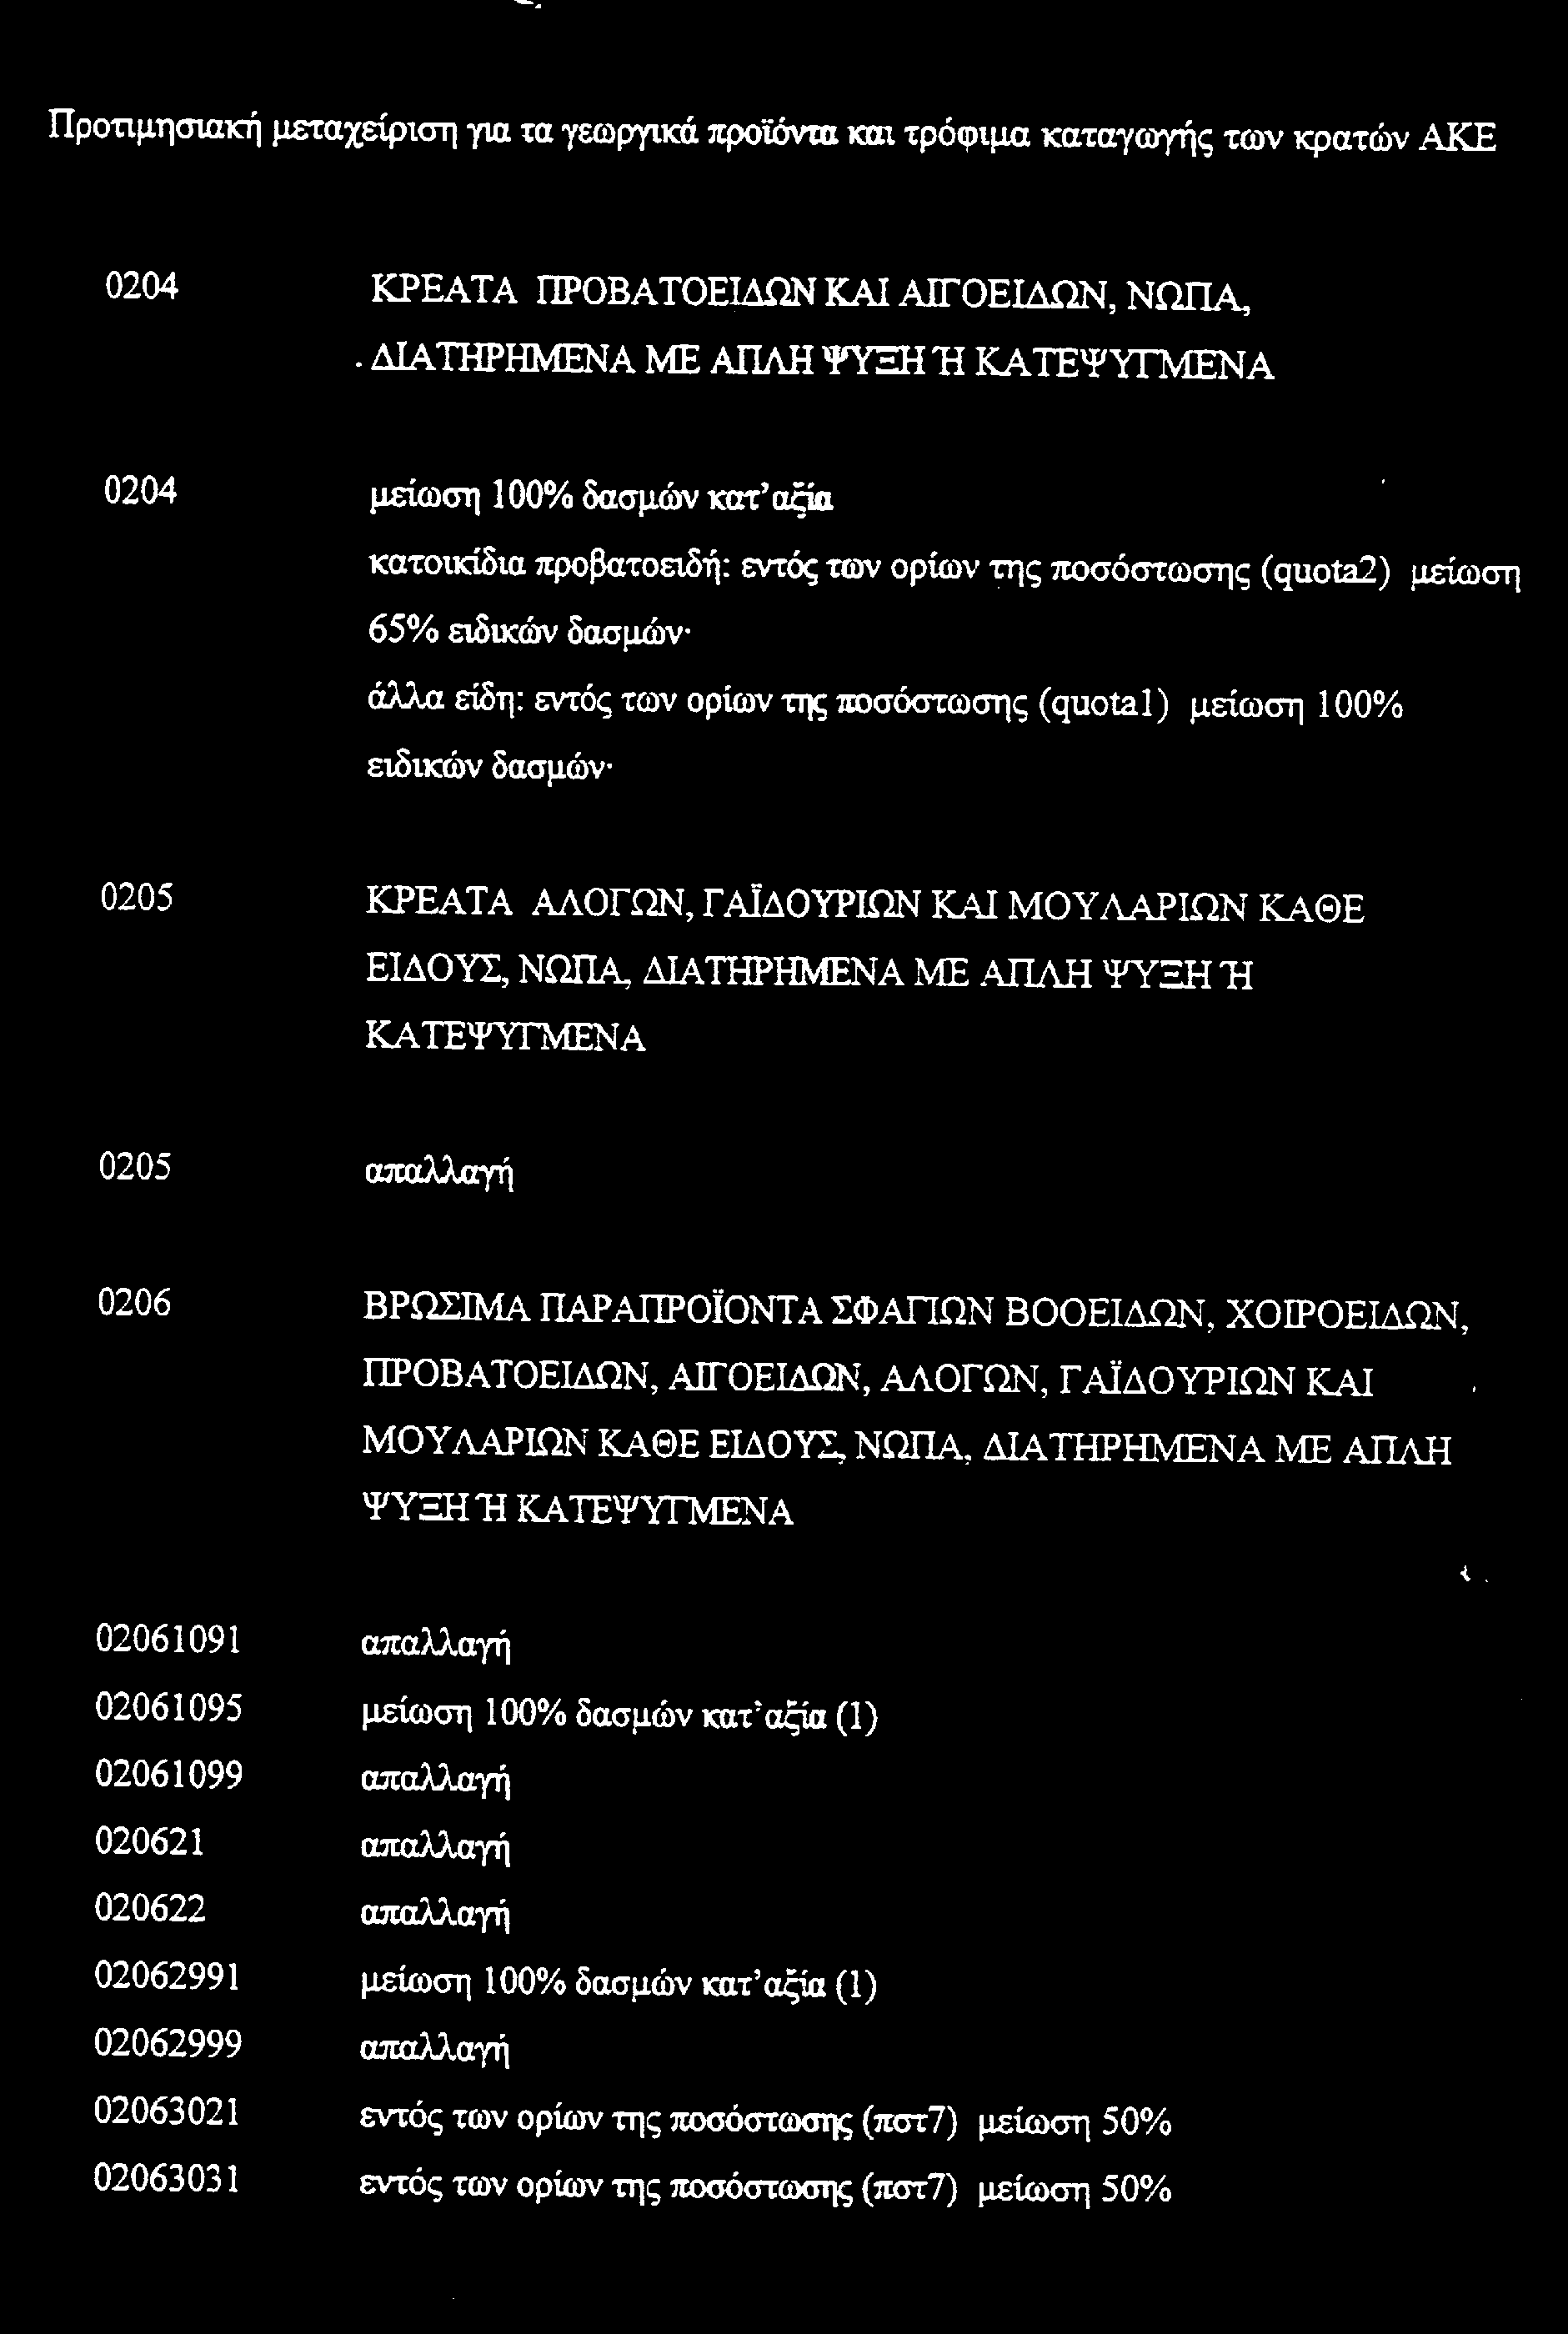 Προτιμησιακή μεταχείριση για τα γεωργικά προϊόντα και τρόφιμα καταγωγής των κρατών ΑΚΕ
0204 ΚΡΕΑΤΑ ΠΡΟΒΑΤΟΕΙΔΩΝ ΚΑΙ ΑΙΓΟΕΙΔΩΝ, ΝΩΠΑ,
ΔΙΑΤΗΡΗΜΕΝΑ ΜΕ ΑΠΛΗ ΨΥΞΗ Ή ΚΑΤΕΨΥΓΜΕΝΑ
0204 μείωση 100% δασμών κατ’αξία
κατοικίδια προβατοειδή: εντός των ορίων της ποσόστωσης (quota2) μείωση
65% ειδικών δασμών·
άλλα είδη: εντός των ορίων της ποσόστωσης (quota1) μείωση 100%
ειδικών δασμών·
0205 ΚΡΕΑΤΑ ΑΛΟΓΩΝ, ΓΑΪΔΟΥΡΙΩΝ ΚΑΙ ΜΟΥΛΑΡΙΩΝ ΚΑΘΕ
ΕΙΔΟΥΣ, ΝΩΠΑ, ΔΙΑΤΗΡΗΜΕΝΑ ΜΕ ΑΠΛΗ ΨΥΞΗ Ή
ΚΑΤΕΨΥΓΜΕΝΑ
0205 απαλλαγή
0206 ΒΡΩΣΙΜΑ ΠΑΡΑΠΡΟΪΟΝΤΑ ΣΦΑΓΙΩΝ ΒΟΟΕΙΔΩΝ, ΧΟΙΡΟΕΙΔΩΝ,
ΠΡΟΒΑΤΟΕΙΔΩΝ, ΑΙΓΟΕΙΔΩΝ, ΑΛΟΓΩΝ, ΓΑΪΔΟΥΡΙΩΝ ΚΑΙ
ΜΟΥΛΑΡΙΩΝ ΚΑΘΕ ΕΙΔΟΥΣ, ΝΩΠΑ, ΔΙΑΤΗΡΗΜΕΝΑ ΜΕ ΑΠΛΗ
ΨΥΞΗ Ή ΚΑΤΕΨΥΓΜΕΝΑ
02061091 απαλλαγή
02061095 μείωση 100% δασμών κατ’αξία (1)
02061099 απαλλαγή
020621 απαλλαγή
020622 απαλλαγή
02062991 μείωση 100% δασμών κατ’αξία (1)
02062999 απαλλαγή
02063021 εντός των ορίων της ποσόστωσης (πστ7) μείωση 50%
02063031 εντός των ορίων της ποσόστωσης (πστ7) μείωση 50%